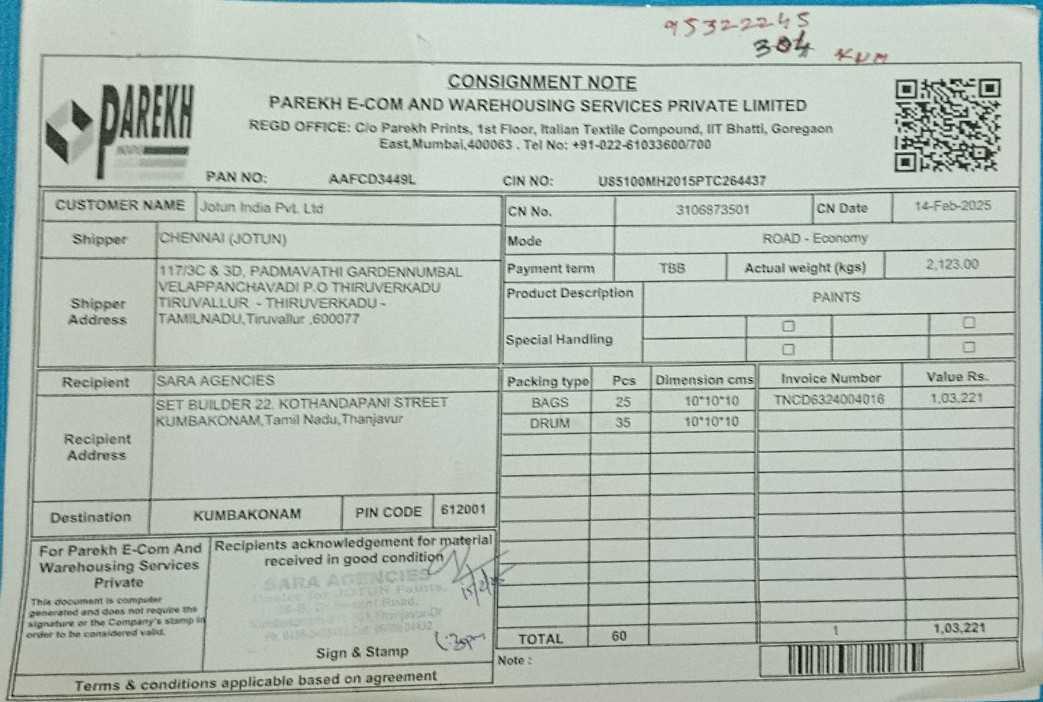 95322245
304 KUM
CONSIGNMENT NOTE
PAREKH
PAREKH E-COM AND WAREHOUSING SERVICES PRIVATE LIMITED
REGD OFFICE: C/o Parekh Prints, 1st Floor, Italian Textile Compound, IIT Bhatti, Goregaon
East,Mumbai,400063 . Tel No: +91-022-61033600/700
PAN NO: AAFCD3449L CIN NO: U85100MH2015PTC264437
CUSTOMER NAME Jotun India Pvt. Ltd CN No. 3106873501 CN Date 14-Feb-2025
Shipper CHENNAI (JOTUN) Mode ROAD - Economy
Shipper Address 117/3C & 3D, PADMAVATHI GARDENNUMBAL
VELAPPANCHAVADI P.O THIRUVERKADU
TIRUVALLUR - THIRUVERKADU -
TAMILNADU,Tiruvallur ,600077
Payment term TBB Actual weight (kgs) 2,123.00
Product Description PAINTS
Special Handling
Recipient SARA AGENCIES
Recipient Address SET BUILDER 22. KOTHANDAPANI STREET
KUMBAKONAM,Tamil Nadu,Thanjavur
Packing type Pcs Dimension cms Invoice Number Value Rs.
BAGS 25 10*10*10 TNCD6324004016 1,03,221
DRUM 35 10*10*10
Destination KUMBAKONAM PIN CODE 612001
For Parekh E-Com And
Warehousing Services
Private
This document is computer
generated and does not require the
signature or the Company's stamp in
order to be considered valid.
Recipients acknowledgement for material
received in good condition
SARA AGENCIES
Dealer for JOTUN Paints,
15/2/25
1:30pm
Sign & Stamp
TOTAL 60 1 1,03,221
Note :
Terms & conditions applicable based on agreement